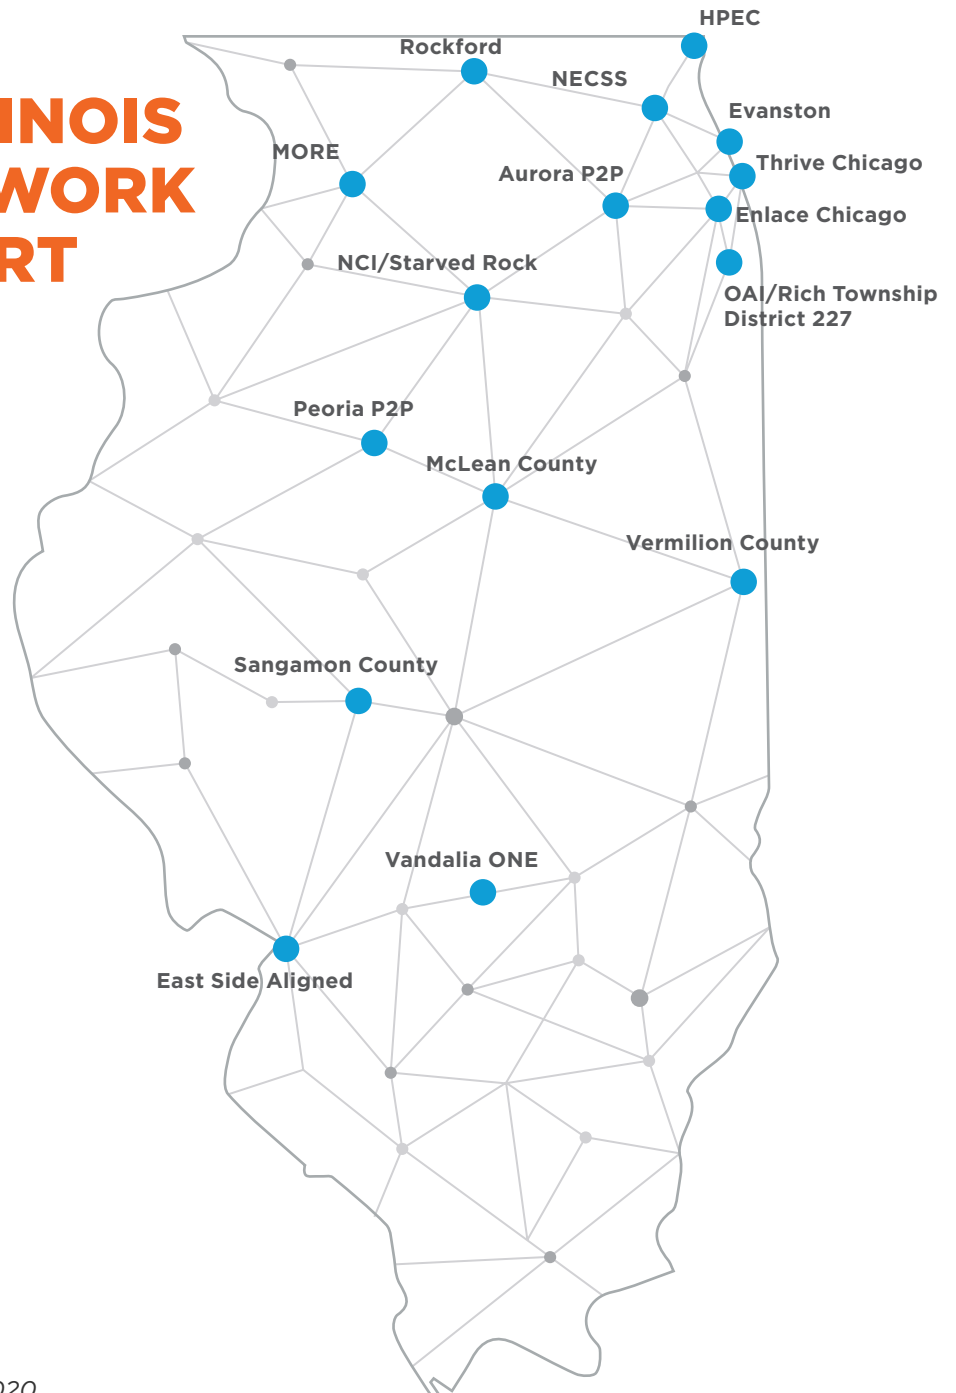 HPEC
Rockford
NECSS
INOIS
Evanston
MORE
Thrive Chicago
Aurora P2P
WORK
Enlace Chicago
RT
NCI/Starved Rock
OAI/Rich Township
District 227
Peoria P2P
McLean County
Vermilion County
Sangamon County
Vandalia ONE
East Side Aligned
020